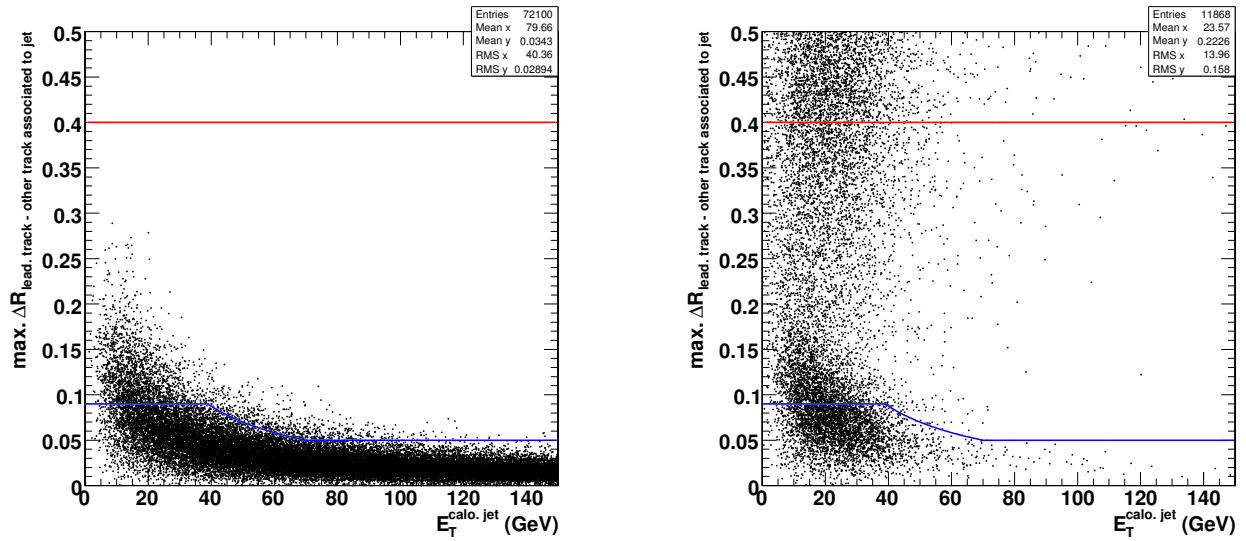 Entries 72100
Mean x 79.66
Mean y 0.0343
RMS x 40.36
RMS y 0.02894
max. ΔR lead. track - other track associated to jet
0.5
0.45
0.4
0.35
0.3
0.25
0.2
0.15
0.1
0.05
0
0 20 40 60 80 100 120 140
E_T^calo. jet (GeV)
Entries 11868
Mean x 23.57
Mean y 0.2226
RMS x 13.96
RMS y 0.158
max. ΔR lead. track - other track associated to jet
0.5
0.45
0.4
0.35
0.3
0.25
0.2
0.15
0.1
0.05
0
0 20 40 60 80 100 120 140
E_T^calo. jet (GeV)